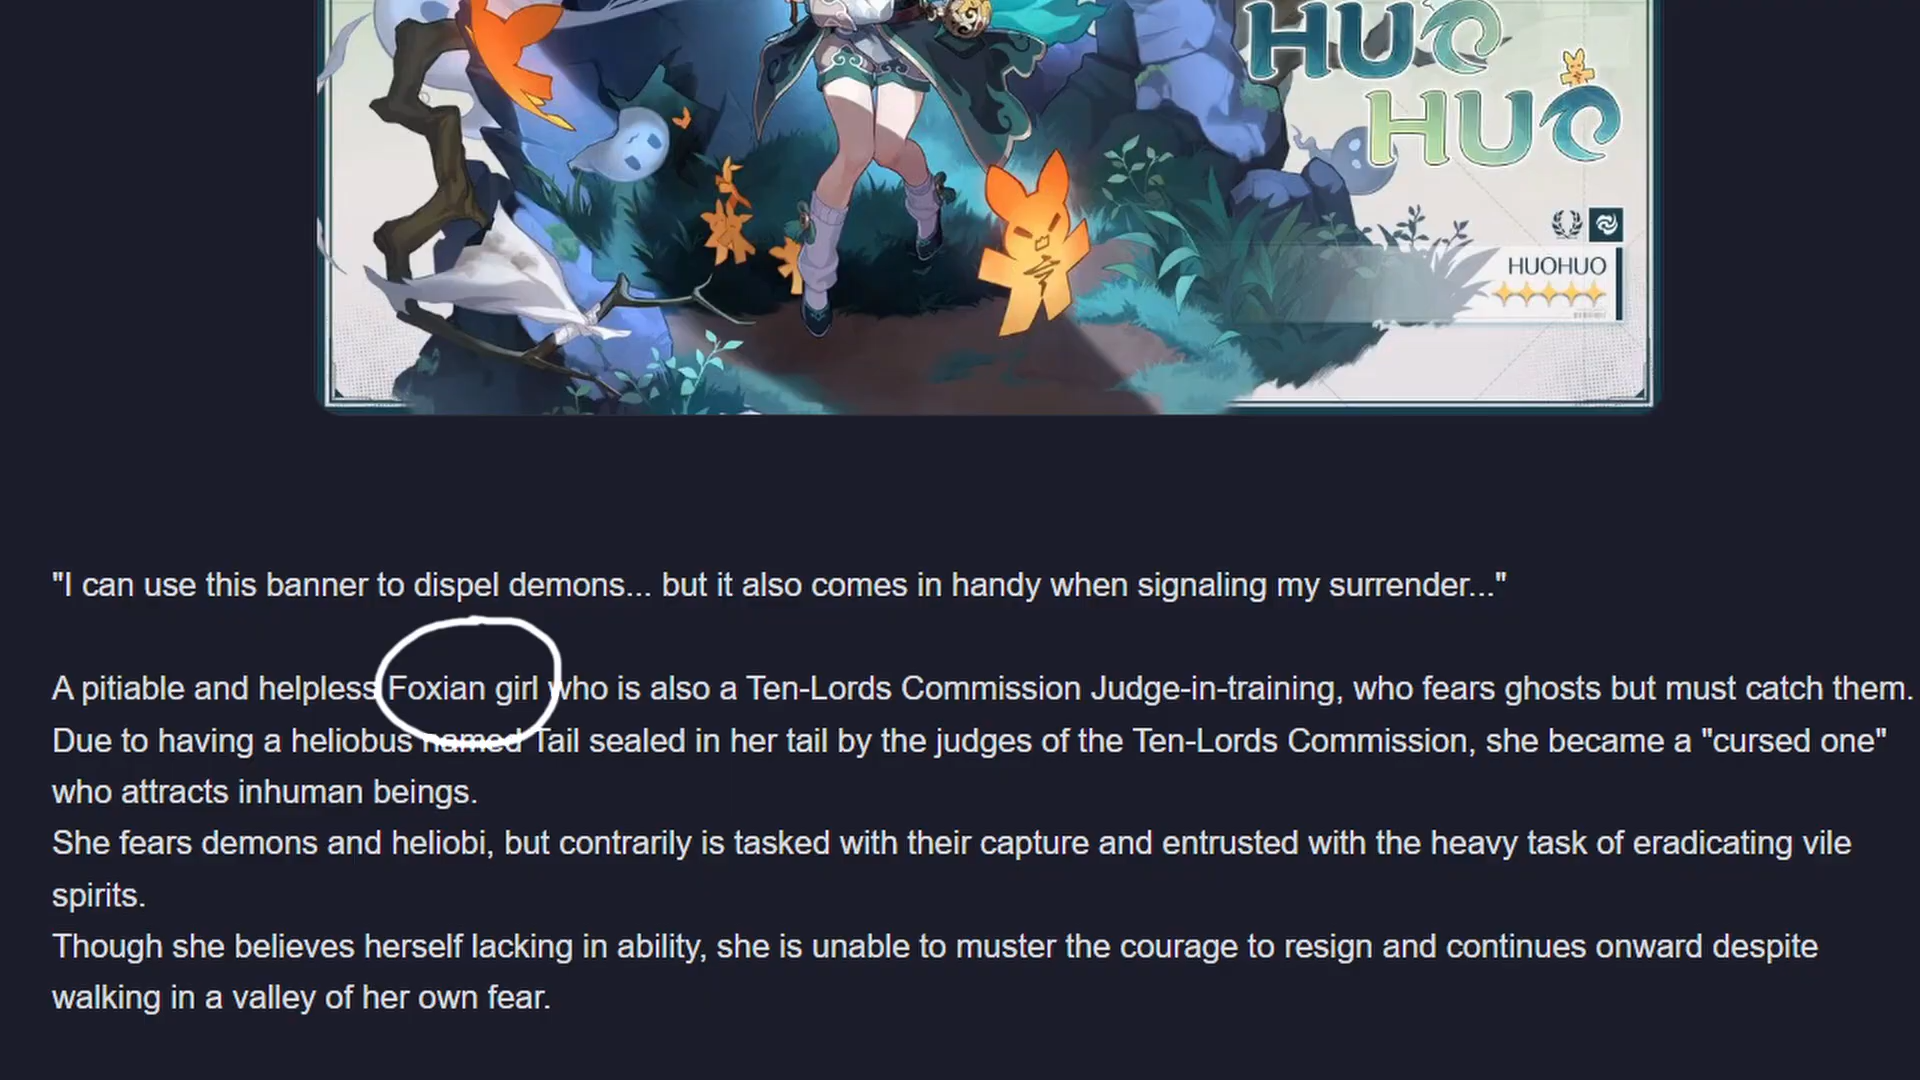 HUO
HUO
HUOHUO
"I can use this banner to dispel demons... but it also comes in handy when signaling my surrender..."
A pitiable and helpless Foxian girl who is also a Ten-Lords Commission Judge-in-training, who fears ghosts but must catch them.
Due to having a heliobus named Tail sealed in her tail by the judges of the Ten-Lords Commission, she became a "cursed one"
who attracts inhuman beings.
She fears demons and heliobi, but contrarily is tasked with their capture and entrusted with the heavy task of eradicating vile
spirits.
Though she believes herself lacking in ability, she is unable to muster the courage to resign and continues onward despite
walking in a valley of her own fear.